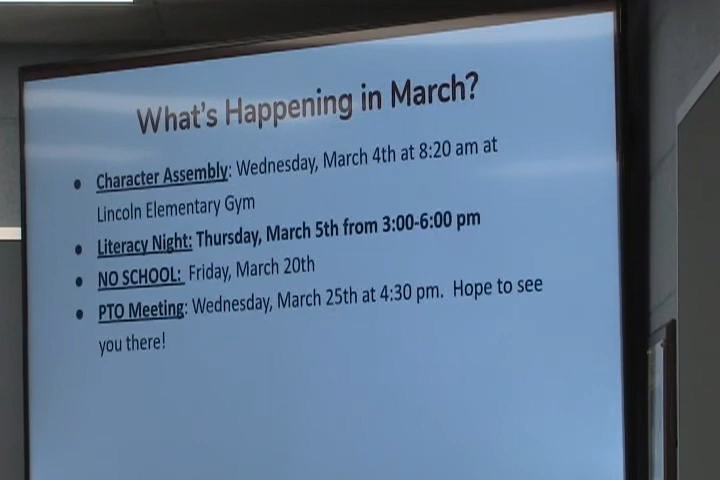 What's Happening in March?
• Character Assembly: Wednesday, March 4th at 8:20 am at
Lincoln Elementary Gym
• Literacy Night: Thursday, March 5th from 3:00-6:00 pm
• NO SCHOOL: Friday, March 20th
• PTO Meeting: Wednesday, March 25th at 4:30 pm. Hope to see
you there!